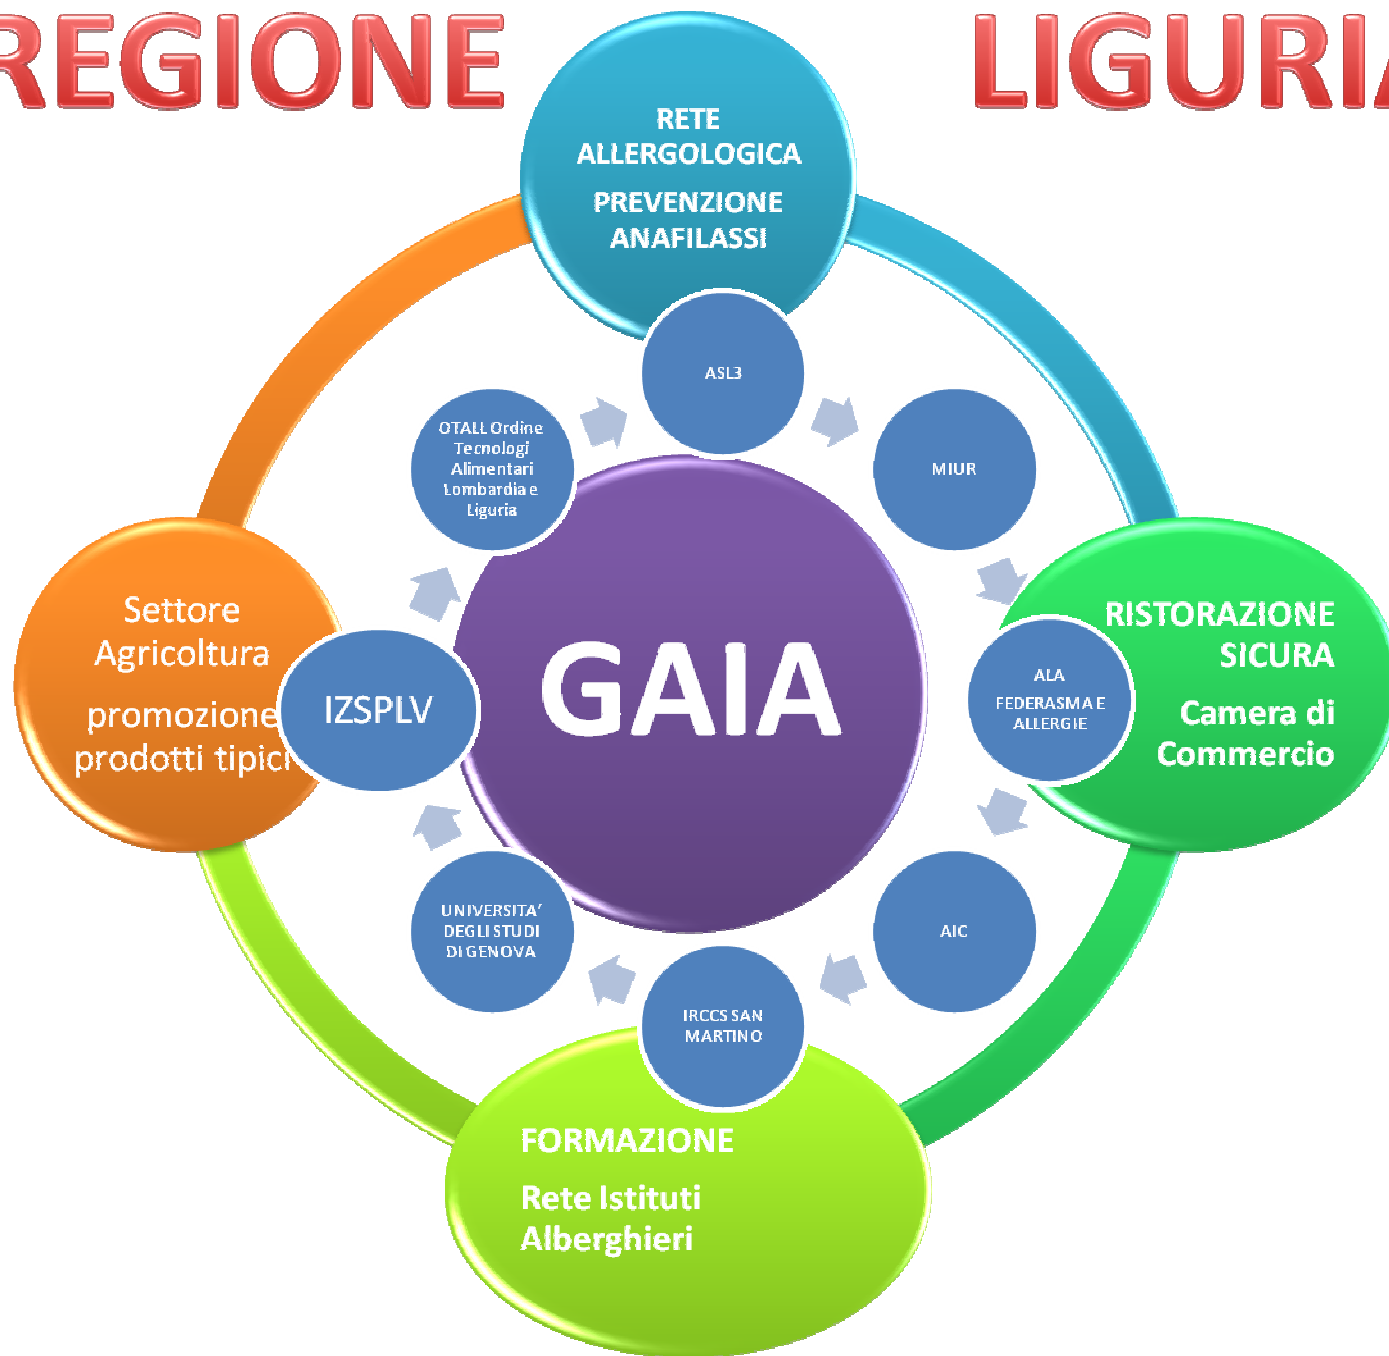 REGIONE LIGURIA
RETE
ALLERGOLOGICA
PREVENZIONE
ANAFILASSI
ASL3
MIUR
OTALL Ordine
Tecnologi
Alimentari
Lombardia e
Liguria
Settore
Agricoltura
promozione
prodotti tipici
IZSPLV
GAIA
ALA
FEDERASMA E
ALLERGIE
RISTORAZIONE
SICURA
Camera di
Commercio
UNIVERSITA'
DEGLI STUDI
DI GENOVA
AIC
IRCCS SAN
MARTINO
FORMAZIONE
Rete Istituti
Alberghieri